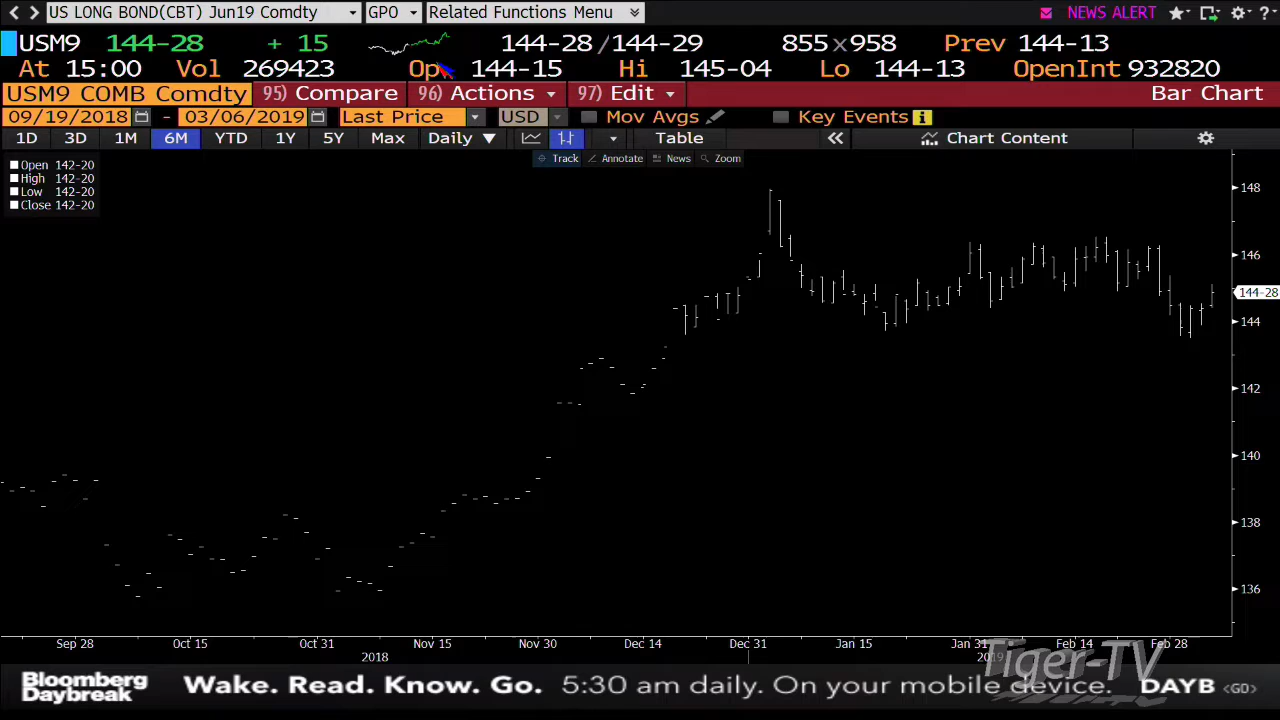 US LONG BOND(CBT) Jun19 Comdty GPO Related Functions Menu NEWS ALERT ?
USM9 144-28 + 15 144-28/144-29 855x958 Prev 144-13
At 15:00 Vol 269423 Op 144-15 Hi 145-04 Lo 144-13 OpenInt 932820
USM9 COMB Comdty 95) Compare 96) Actions 97) Edit Bar Chart
09/19/2018 - 03/06/2019 Last Price USD Mov Avgs Key Events i
1D 3D 1M 6M YTD 1Y 5Y Max Daily Table Chart Content
Track Annotate News Zoom
Open 142-20
High 142-20
Low 142-20
Close 142-20
148
146
144-28
144
142
140
138
136
Sep 28 Oct 15 Oct 31 Nov 15 Nov 30 Dec 14 Dec 31 Jan 15 Jan 31 Feb 14 Feb 28
2018 2019
Tiger-TV
Bloomberg
Daybreak
Wake. Read. Know. Go. 5:30 am daily. On your mobile device. DAYB <GO>